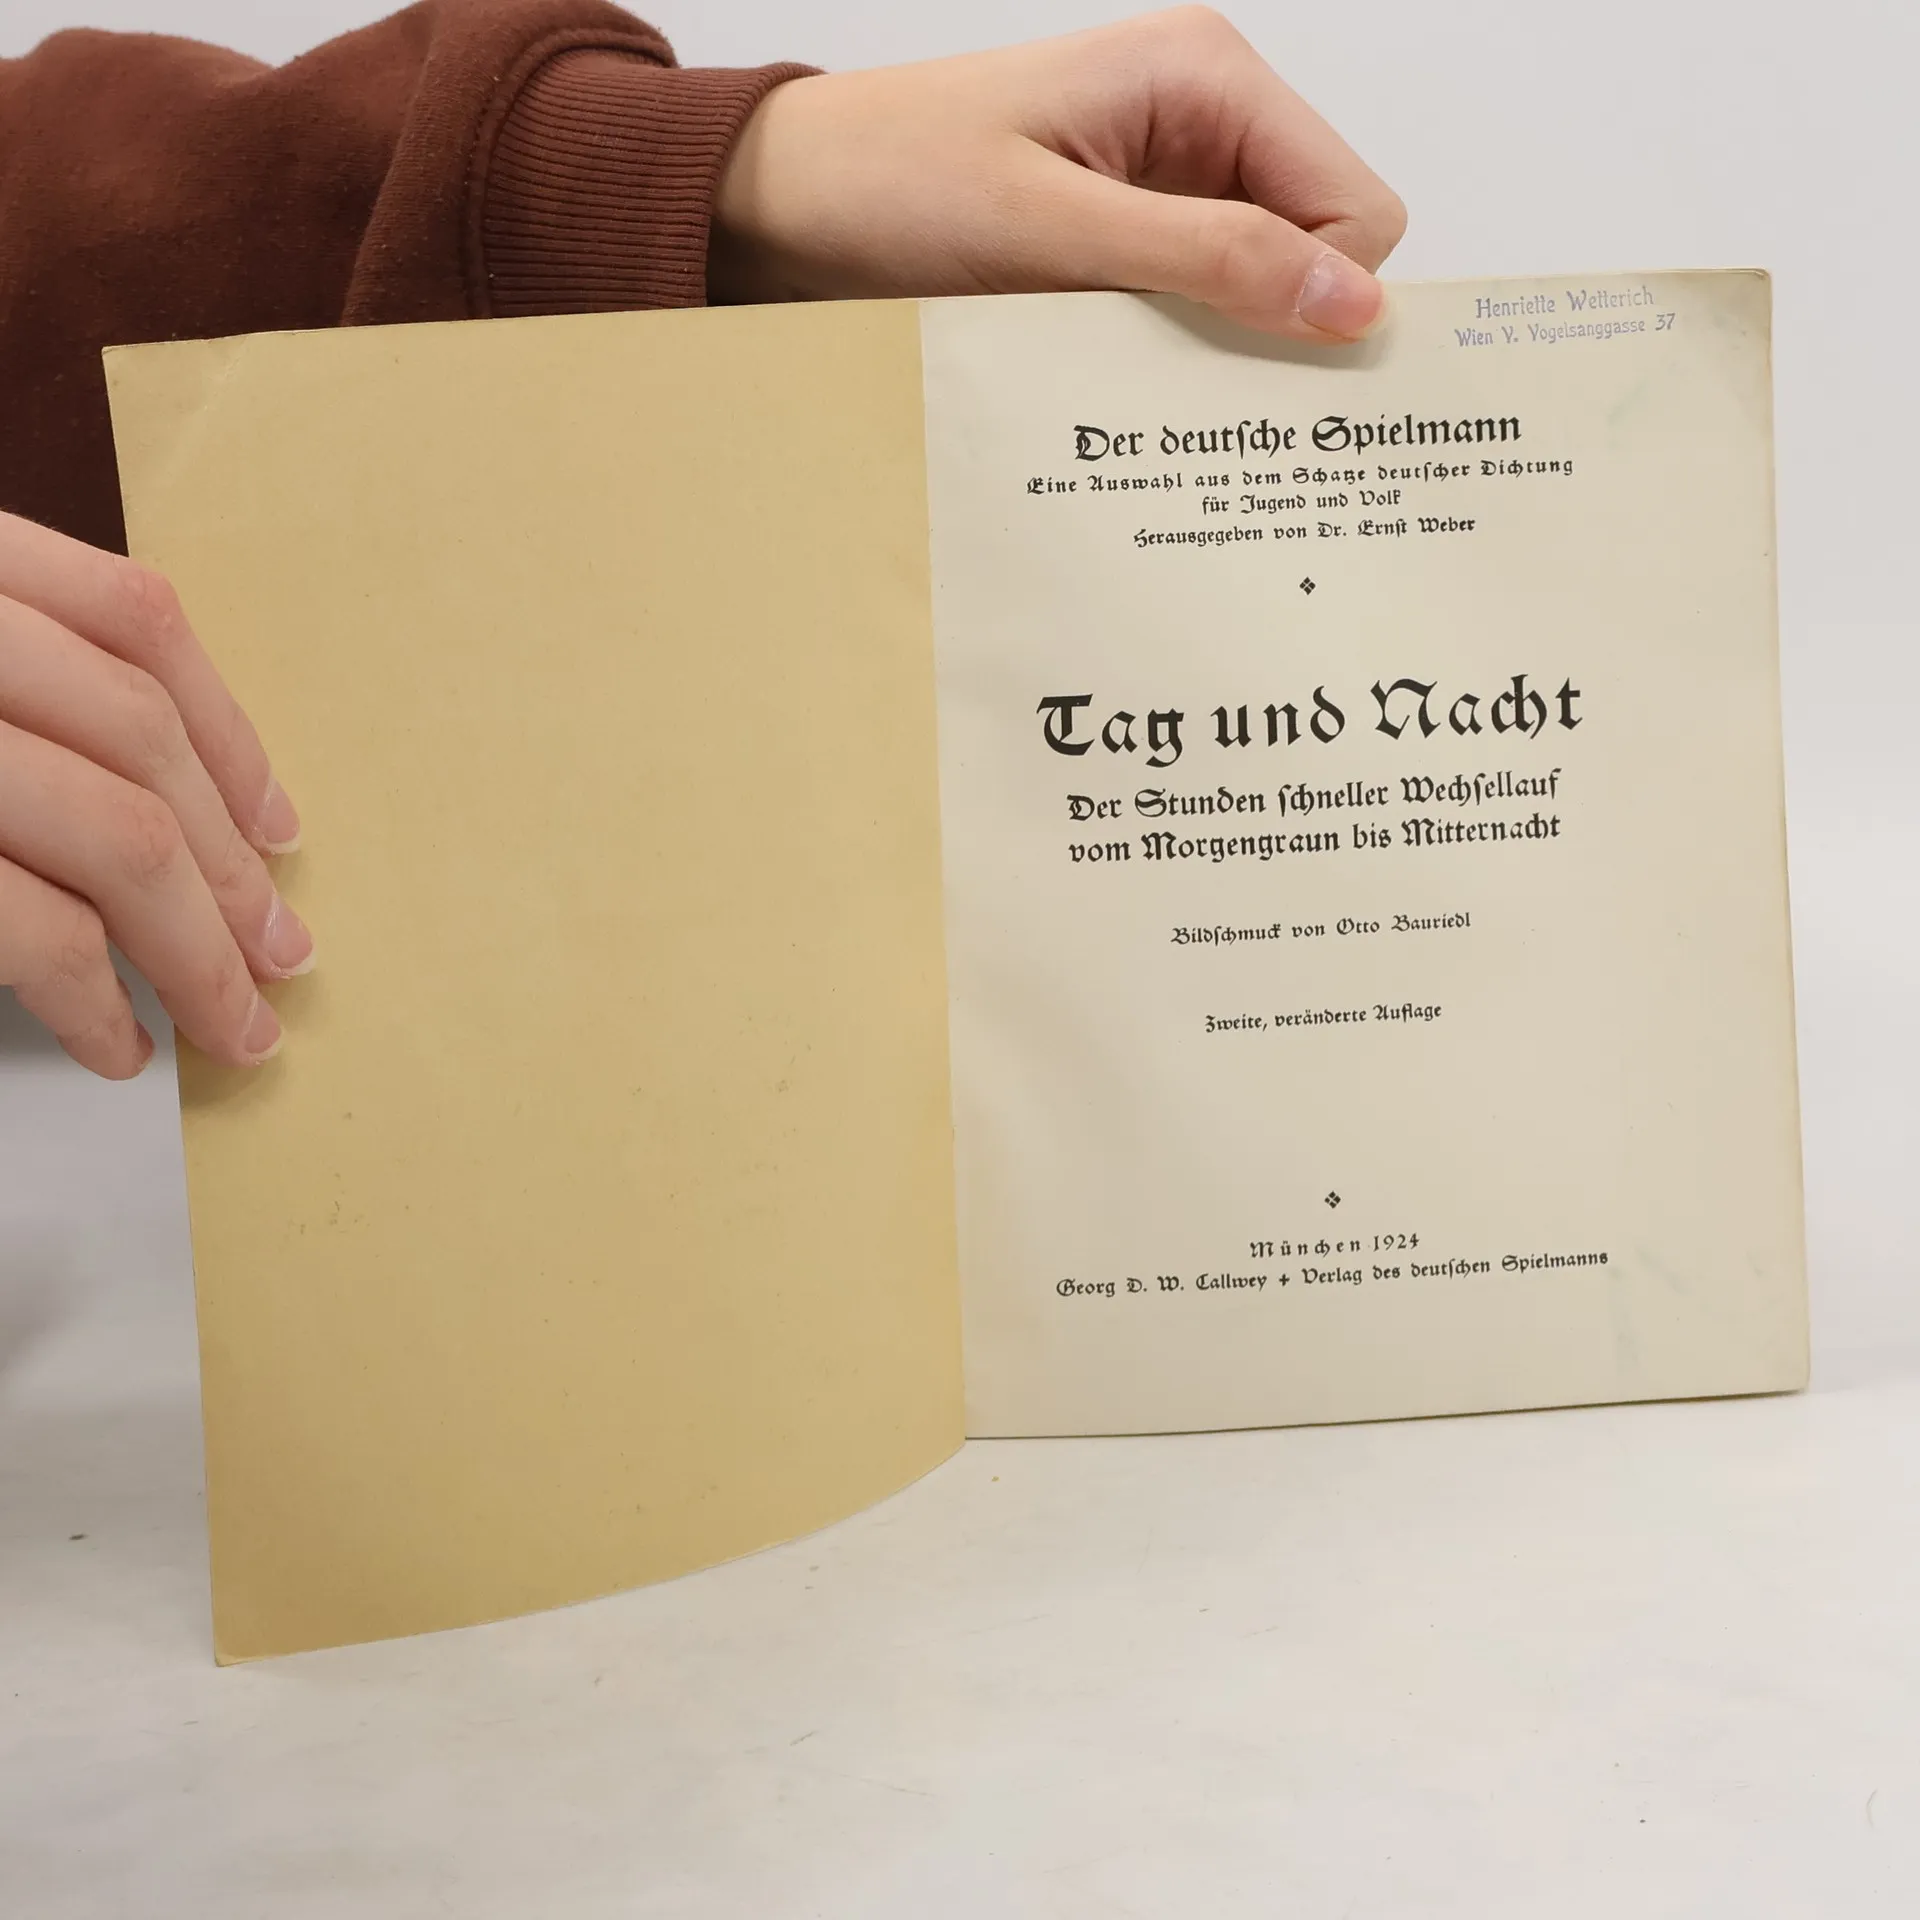 Henriette Wetterich
Wien V. Vogelsanggasse 37
Der deutſche Spielmann
Eine Auswahl aus dem Schatze deutſcher Dichtung
für Jugend und Volk
Herausgegeben von Dr. Ernſt Weber
Tag und Nacht
Der Stunden ſchneller Wechſellauf
vom Morgengraun bis Mitternacht
Bildſchmuck von Otto Bauriedl
Zweite, veränderte Auflage
München 1924
Georg D. W. Callwey + Verlag des deutſchen Spielmanns